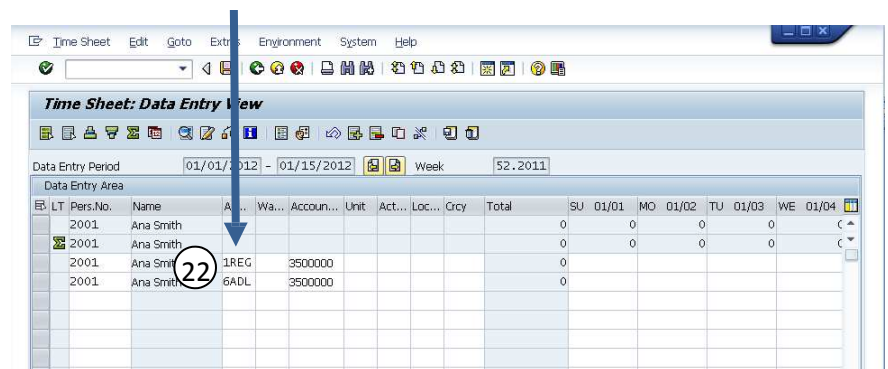 Time Sheet Edit Goto Extras Environment System Help
Time Sheet: Data Entry View
Data Entry Period 01/01/2012 - 01/15/2012 Week 52.2011
Data Entry Area
LT Pers.No. Name A... Wa... Accoun... Unit Act... Loc... Crcy Total SU 01/01 MO 01/02 TU 01/03 WE 01/04
2001 Ana Smith 0 0 0 0
2001 Ana Smith 0 0 0 0
2001 Ana Smith 1REG 3500000 0
22
2001 Ana Smith 6ADL 3500000 0